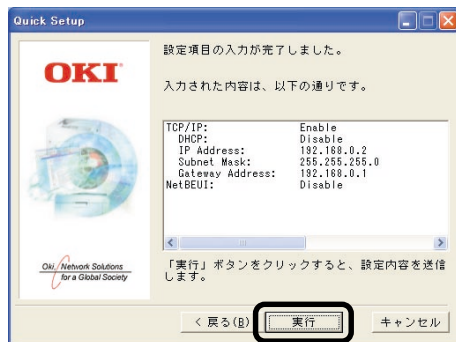 Quick Setup
OKI
Oki, Network Solutions
for a Global Society
設定項目の入力が完了しました。
入力された内容は、以下の通りです。
TCP/IP: Enable
DHCP: Disable
IP Address: 192.168.0.2
Subnet Mask: 255.255.255.0
Gateway Address: 192.168.0.1
NetBEUI: Disable
「実行」ボタンをクリックすると、設定内容を送信
します。
< 戻る(B)
実行
キャンセル